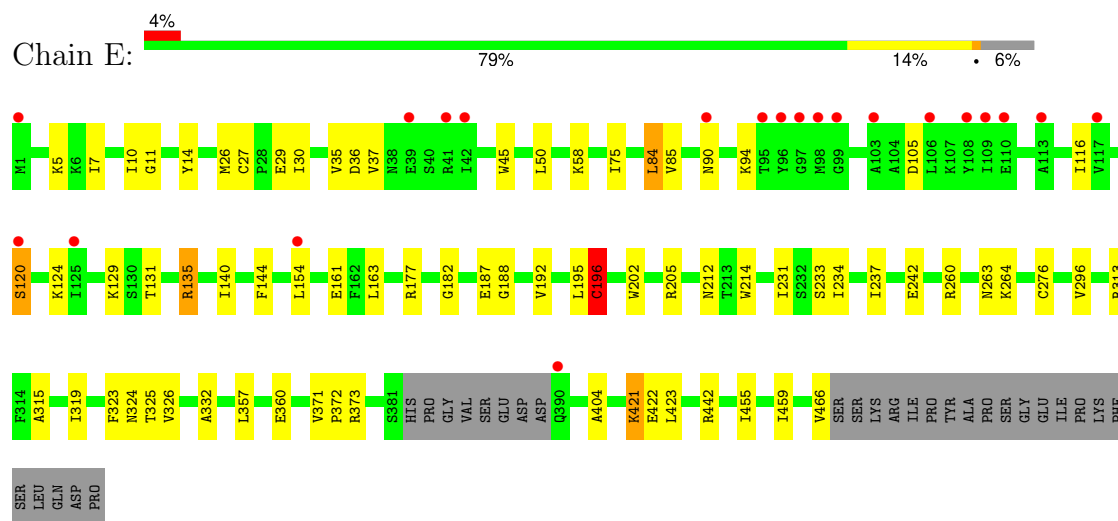 4%
Chain E:
79% 14% • 6%
M1 K5 K6 I7 I10 G11 Y14 M26 C27 P28 E29 I30 V35 D36 V37 N38 E39 S40 R41 I42 W45 L50 K58 I75 L84 V85 N90 K94 T95 Y96 G97 M98 G99 A103 A104 D105 L106 K107 Y108 I109 E110 A113 I116 V117
S120 K124 I125 K129 S130 T131 R135 I140 F144 L154 E161 F162 L163 R177 G182 E187 G188 V192 L195 C196 W202 R205 N212 T213 W214 I231 S232 S233 I234 I237 E242 R260 N263 K264 C276 V296
F314 A315 I319 F323 N324 T325 V326 A332 L357 E360 V371 P372 R373 S381 HIS PRO GLY VAL SER GLU ASP ASP Q390 A404 K421 E422 L423 R442 I455 I459 V466 SER SER LYS ARG ILE PRO TYR ALA PRO SER GLY GLU ILE PRO LYS
SER LEU GLN ASP PRO